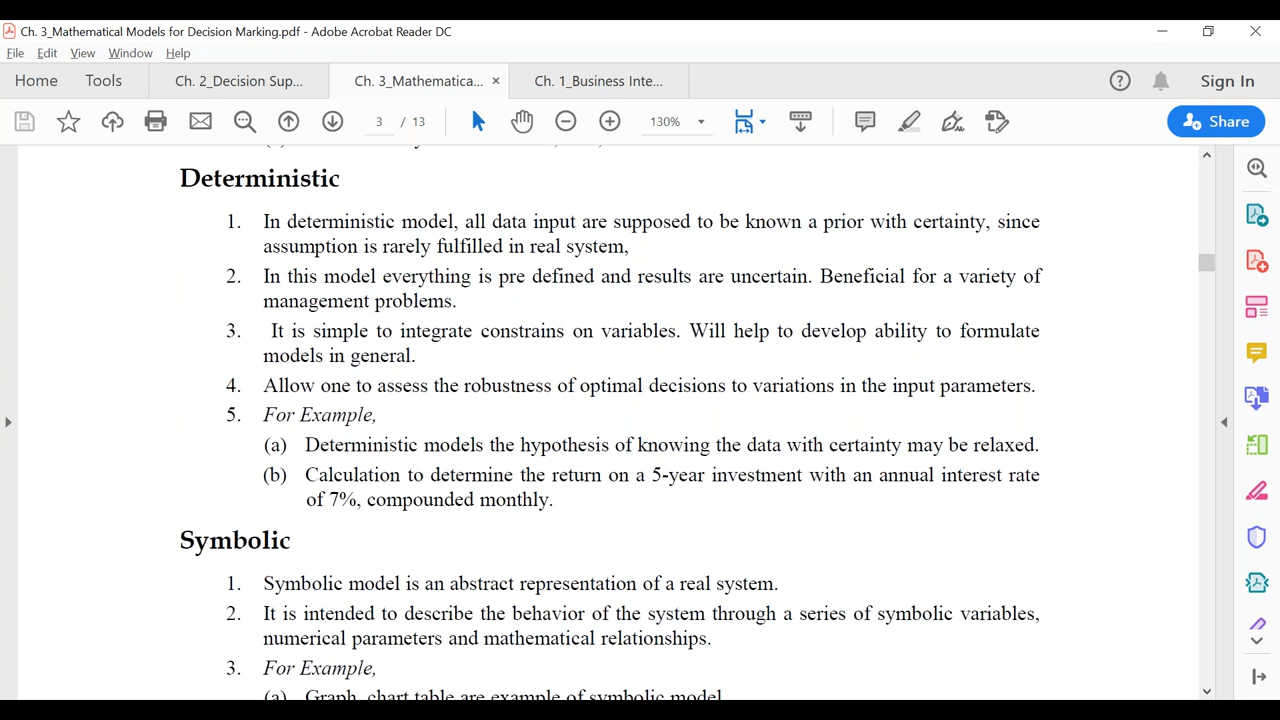 Ch. 3_Mathematical Models for Decision Marking.pdf - Adobe Acrobat Reader DC
File Edit View Window Help
Home Tools Ch. 2_Decision Sup... Ch. 3_Mathematica... × Ch. 1_Business Inte... Sign In
3 / 13 130% Share
Deterministic
1. In deterministic model, all data input are supposed to be known a prior with certainty, since
assumption is rarely fulfilled in real system,
2. In this model everything is pre defined and results are uncertain. Beneficial for a variety of
management problems.
3. It is simple to integrate constrains on variables. Will help to develop ability to formulate
models in general.
4. Allow one to assess the robustness of optimal decisions to variations in the input parameters.
5. For Example,
(a) Deterministic models the hypothesis of knowing the data with certainty may be relaxed.
(b) Calculation to determine the return on a 5-year investment with an annual interest rate
of 7%, compounded monthly.
Symbolic
1. Symbolic model is an abstract representation of a real system.
2. It is intended to describe the behavior of the system through a series of symbolic variables,
numerical parameters and mathematical relationships.
3. For Example,
(a) Graph, chart table are example of symbolic model